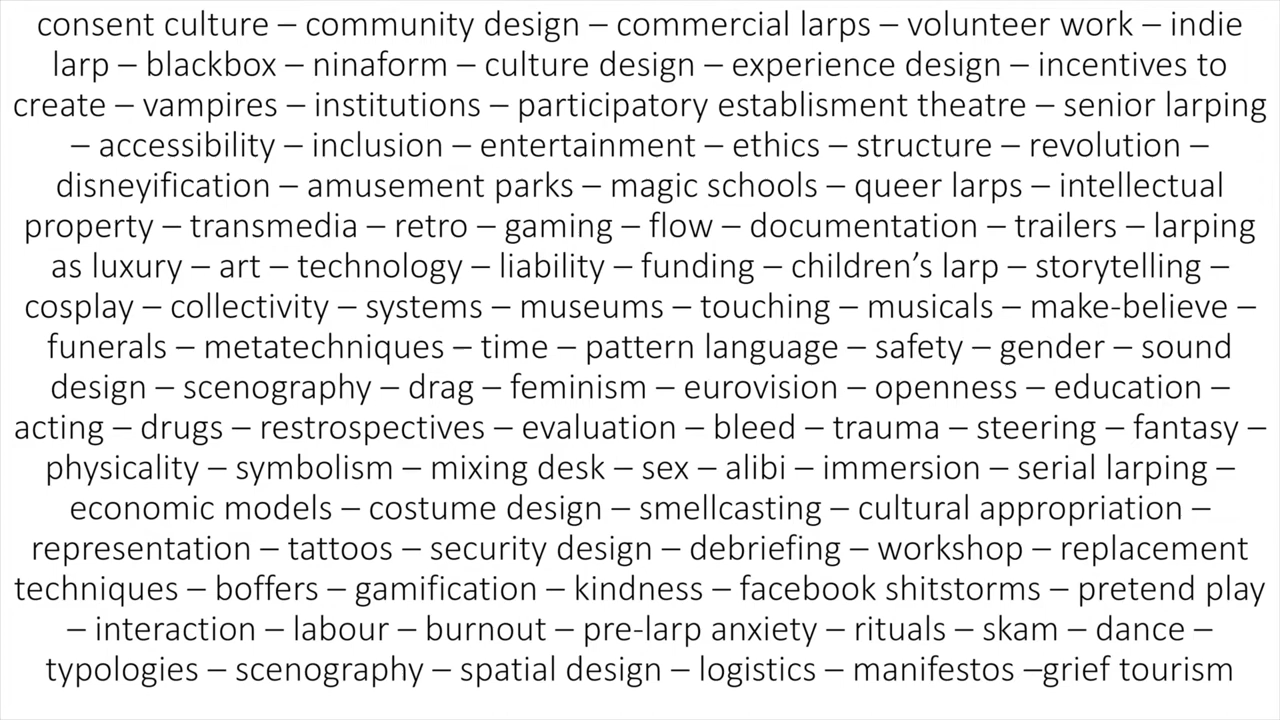 consent culture – community design – commercial larps – volunteer work – indie
larp – blackbox – ninaform – culture design – experience design – incentives to
create – vampires – institutions – participatory establisment theatre – senior larping
– accessibility – inclusion – entertainment – ethics – structure – revolution –
disneyification – amusement parks – magic schools – queer larps – intellectual
property – transmedia – retro – gaming – flow – documentation – trailers – larping
as luxury – art – technology – liability – funding – children’s larp – storytelling –
cosplay – collectivity – systems – museums – touching – musicals – make-believe –
funerals – metatechniques – time – pattern language – safety – gender – sound
design – scenography – drag – feminism – eurovision – openness – education –
acting – drugs – restrospectives – evaluation – bleed – trauma – steering – fantasy –
physicality – symbolism – mixing desk – sex – alibi – immersion – serial larping –
economic models – costume design – smellcasting – cultural appropriation –
representation – tattoos – security design – debriefing – workshop – replacement
techniques – boffers – gamification – kindness – facebook shitstorms – pretend play
– interaction – labour – burnout – pre-larp anxiety – rituals – skam – dance –
typologies – scenography – spatial design – logistics – manifestos –grief tourism